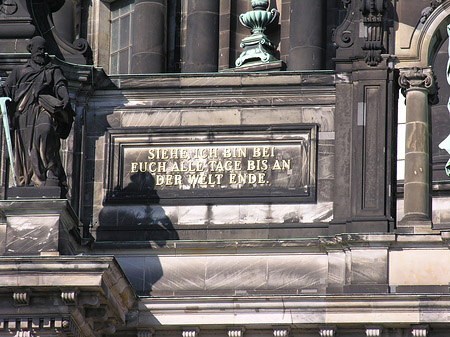 SIEHE ICH BIN BEI
EUCH ALLE TAGE BIS AN
DER WELT ENDE.